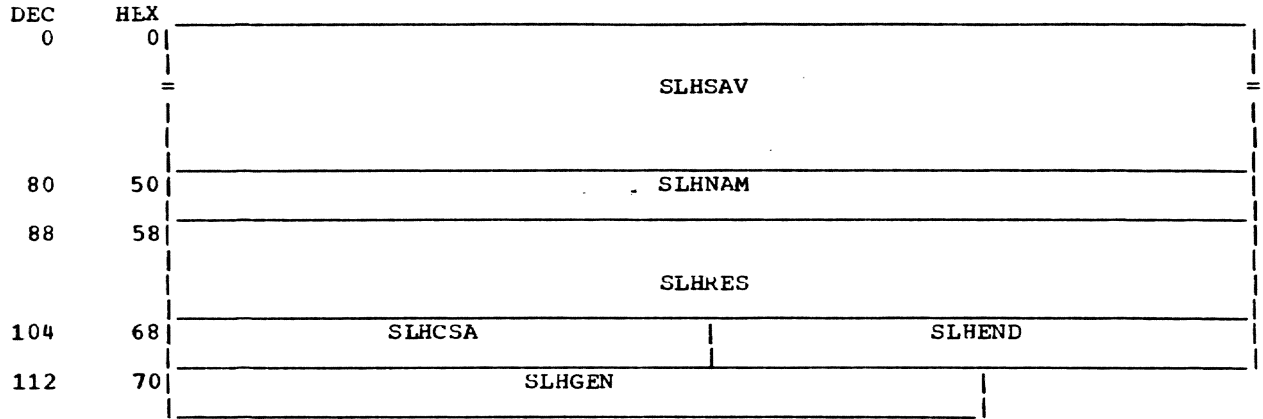 DEC HEX
0 0
SLHSAV
80 50 SLHNAM
88 58
SLHRES
104 68 SLHCSA SLHEND
112 70 SLHGEN